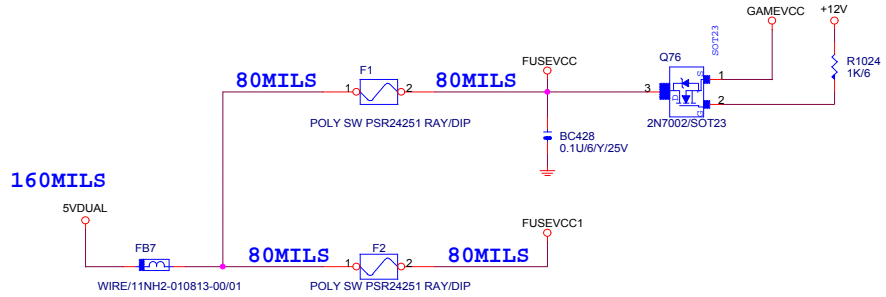 GAMEVCC
+12V
SOT23
Q76
R1024
1K/6
F1
FUSEVCC
80MILS
80MILS
1
2
3
S
1
D
G
2
POLY SW PSR24251 RAY/DIP
2N7002/SOT23
BC428
0.1U/6/Y/25V
160MILS
5VDUAL
FUSEVCC1
FB7
80MILS
F2
80MILS
1
2
WIRE/11NH2-010813-00/01
POLY SW PSR24251 RAY/DIP